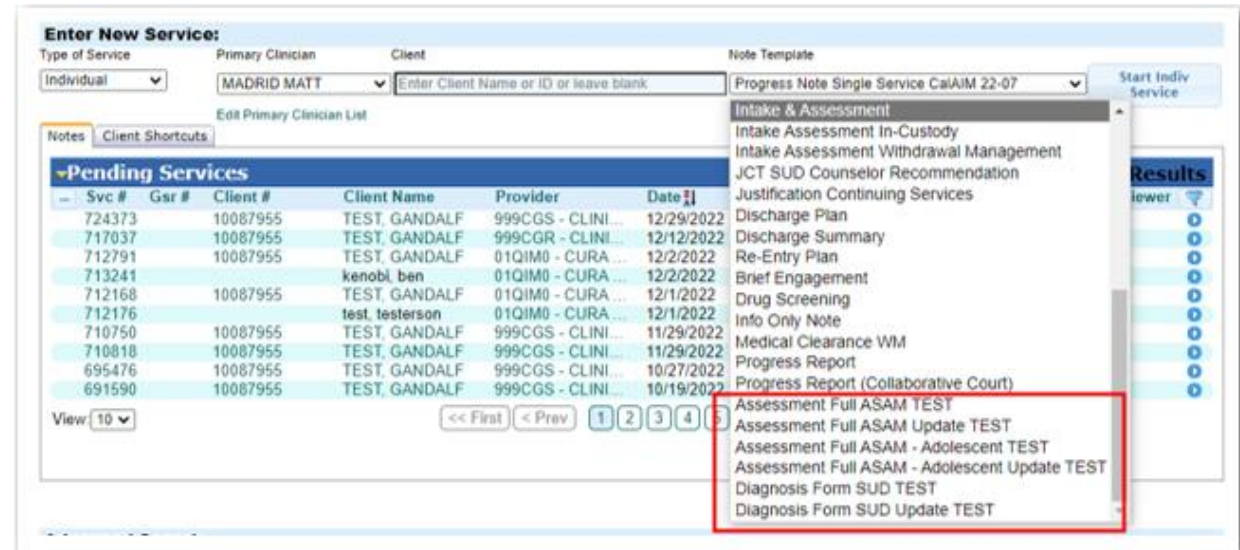 Enter New Service:
Type of Service Primary Clinician Client Note Template
Individual MADRID MATT Enter Client Name or ID or leave blank Progress Note Single Service CalAIM 22-07 Start Indiv Service
Edit Primary Clinician List
Notes Client Shortcuts
Pending Services Results
Svc # Gsr # Client # Client Name Provider Date iewer
724373 10087955 TEST, GANDALF 999CGS - CLINI... 12/29/2022
717037 10087955 TEST, GANDALF 999CGR - CLINI... 12/12/2022
712791 10087955 TEST, GANDALF 01QIM0 - CURA ... 12/2/2022
713241 kenobi, ben 01QIM0 - CURA ... 12/2/2022
712168 10087955 TEST, GANDALF 01QIM0 - CURA ... 12/1/2022
712176 test, testerson 01QIM0 - CURA ... 12/1/2022
710750 10087955 TEST, GANDALF 999CGS - CLINI... 11/29/2022
710818 10087955 TEST, GANDALF 999CGS - CLINI... 11/29/2022
695476 10087955 TEST, GANDALF 999CGS - CLINI... 10/27/2022
691590 10087955 TEST, GANDALF 999CGS - CLINI... 10/19/2022
View: 10 << First < Prev 1 2 3 4 5
Intake & Assessment
Intake Assessment In-Custody
Intake Assessment Withdrawal Management
JCT SUD Counselor Recommendation
Justification Continuing Services
Discharge Plan
Discharge Summary
Re-Entry Plan
Brief Engagement
Drug Screening
Info Only Note
Medical Clearance WM
Progress Report
Progress Report (Collaborative Court)
Assessment Full ASAM TEST
Assessment Full ASAM Update TEST
Assessment Full ASAM - Adolescent TEST
Assessment Full ASAM - Adolescent Update TEST
Diagnosis Form SUD TEST
Diagnosis Form SUD Update TEST